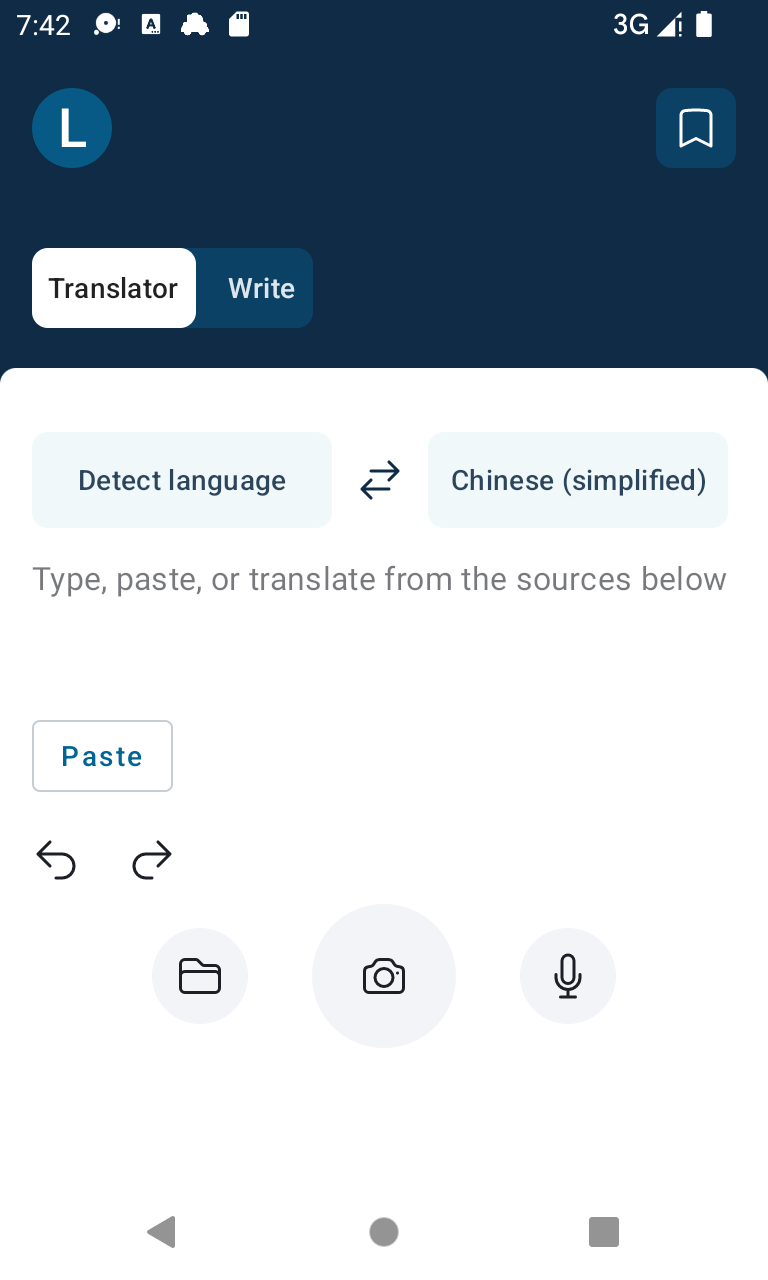 7:42
3G
L
Translator
Write
Detect language
Chinese (simplified)
Type, paste, or translate from the sources below
Paste